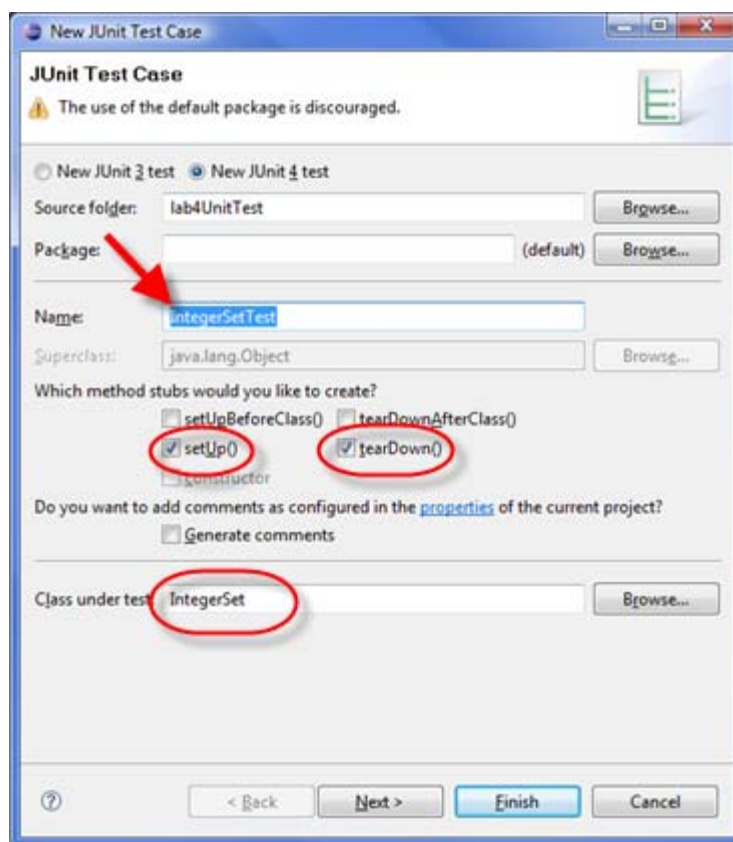 New JUnit Test Case
JUnit Test Case
The use of the default package is discouraged.
New JUnit 3 test New JUnit 4 test
Source folder: lab4UnitTest Browse...
Package: (default) Browse...
Name: IntegerSetTest
Superclass: java.lang.Object Browse...
Which method stubs would you like to create?
setUpBeforeClass() tearDownAfterClass()
setUp() tearDown()
constructor
Do you want to add comments as configured in the properties of the current project?
Generate comments
Class under test: IntegerSet Browse...
? < Back Next > Finish Cancel